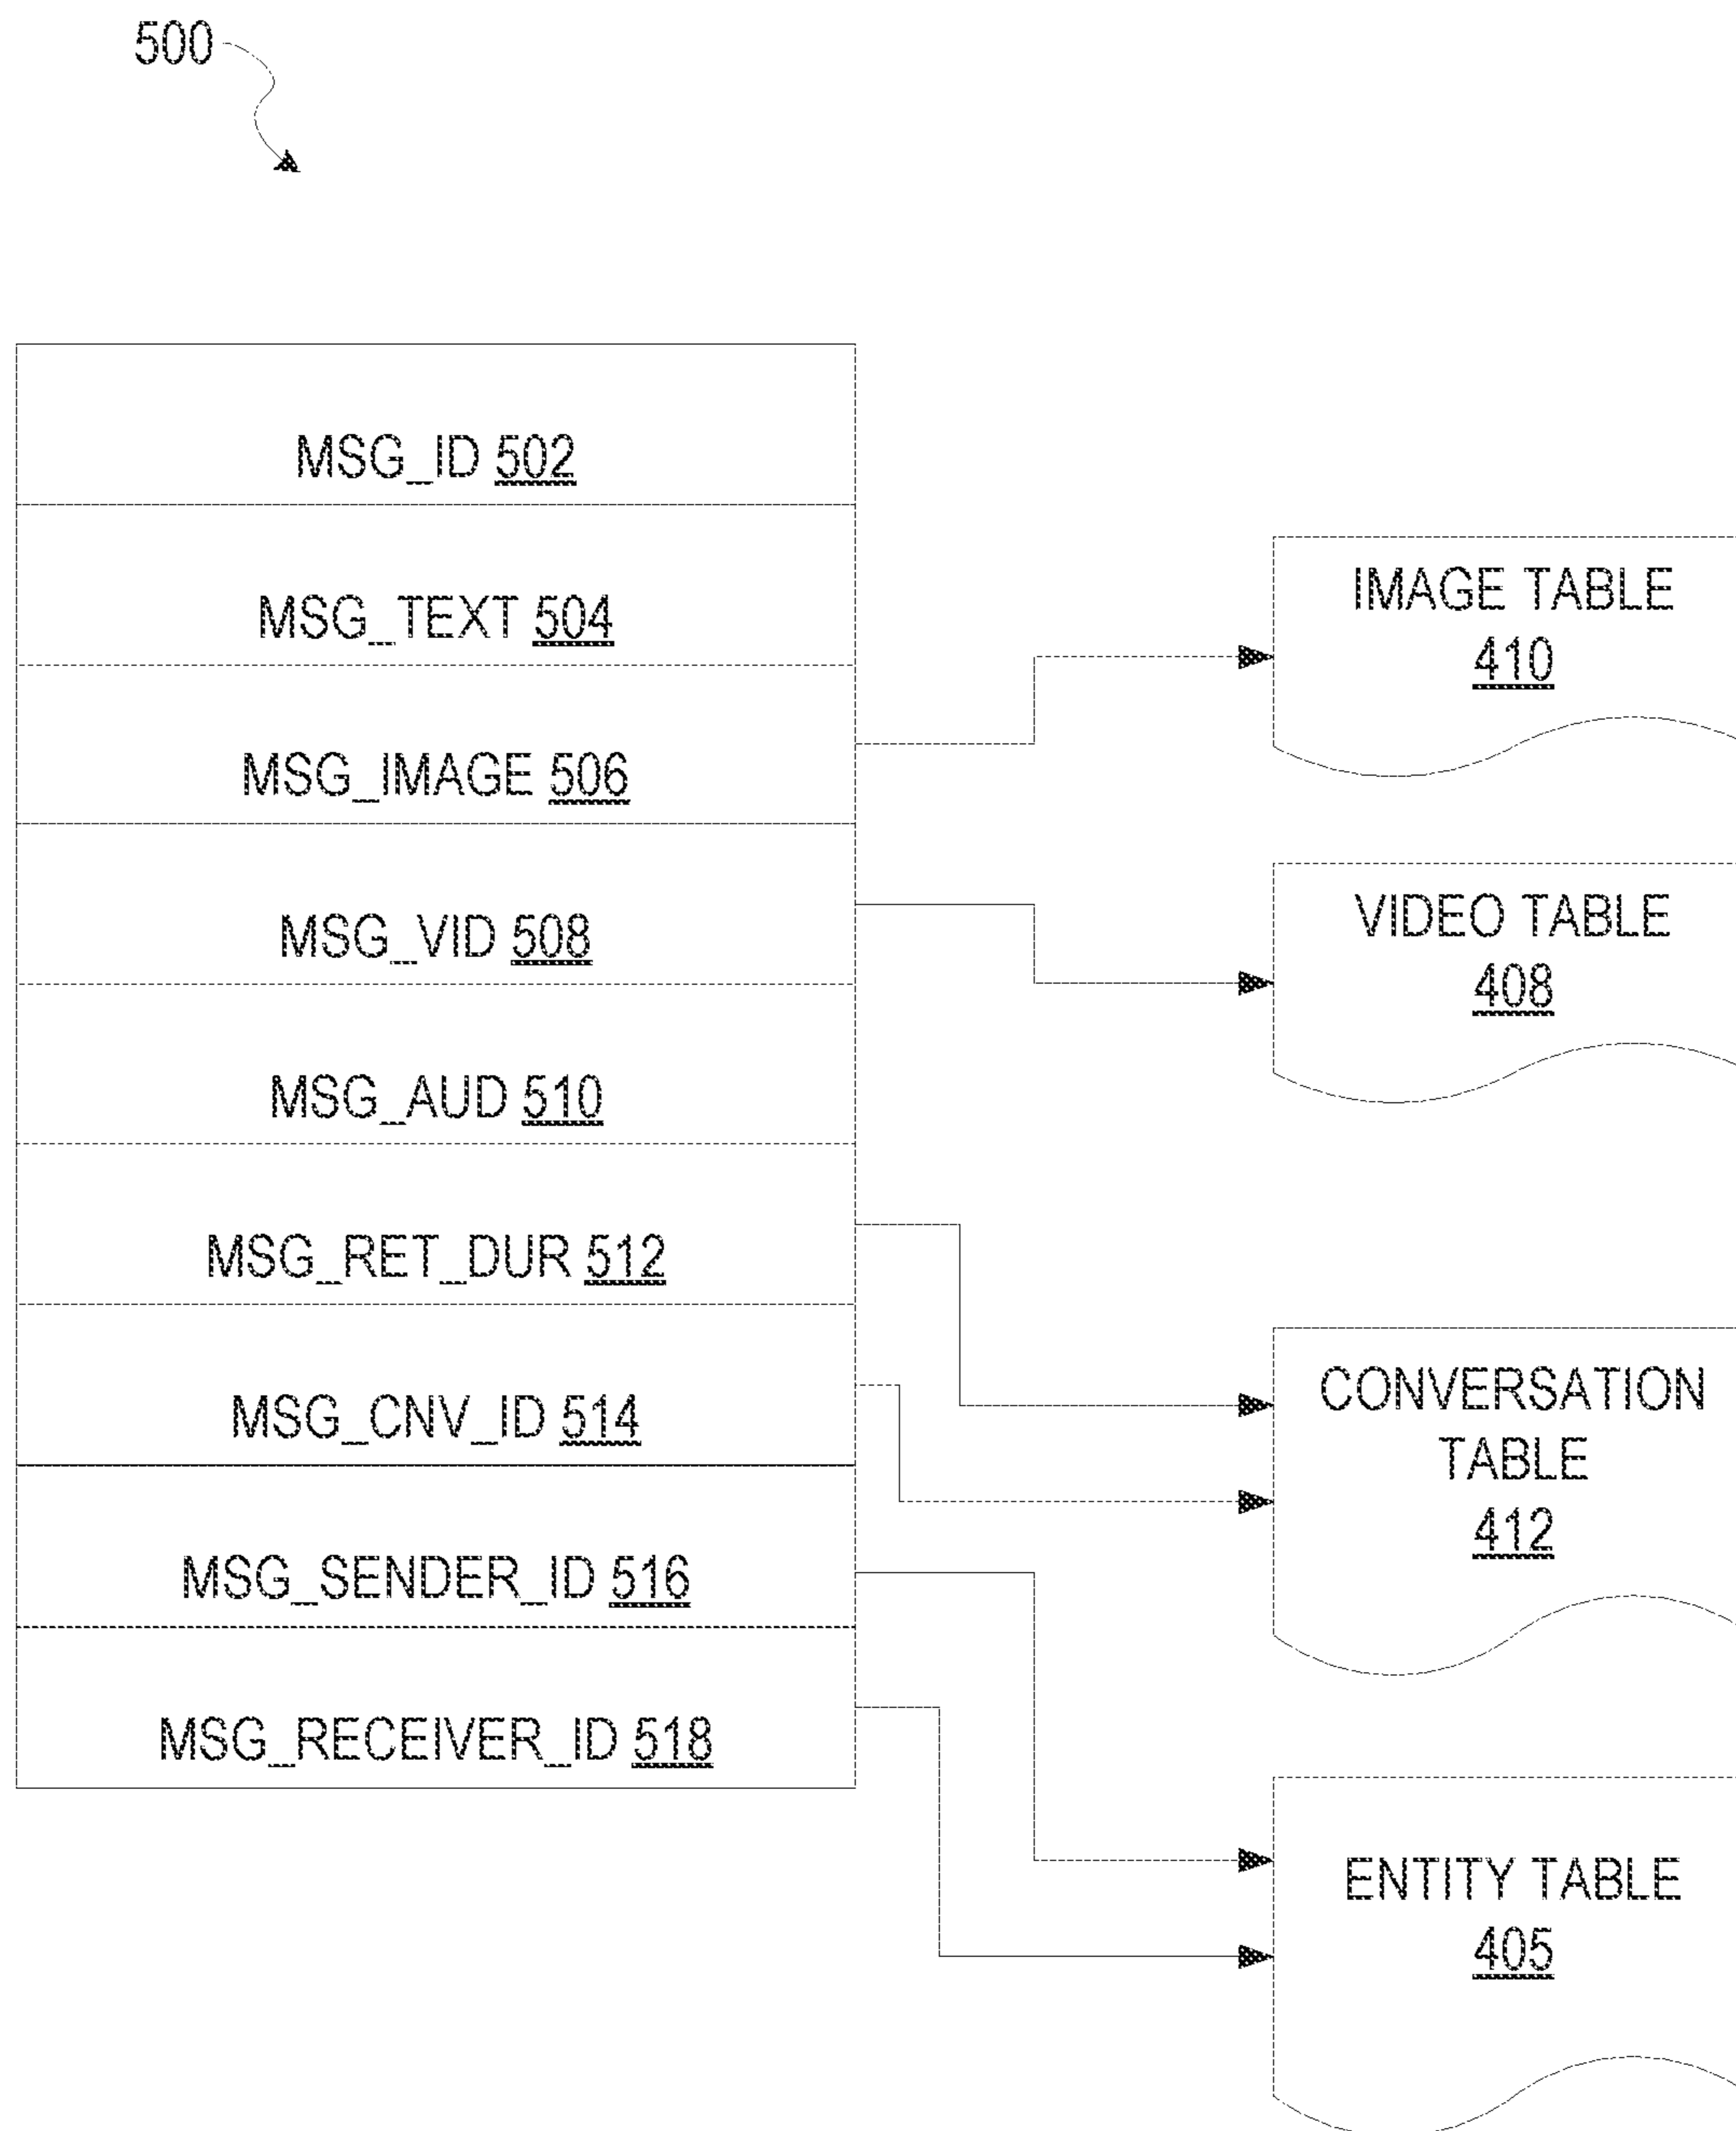 500
MSG_ID 502
MSG_TEXT 504
MSG_IMAGE 506
MSG_VID 508
MSG_AUD 510
MSG_RET_DUR 512
MSG_CNV_ID 514
MSG_SENDER_ID 516
MSG_RECEIVER_ID 518
IMAGE TABLE
410
VIDEO TABLE
408
CONVERSATION
TABLE
412
ENTITY TABLE
405